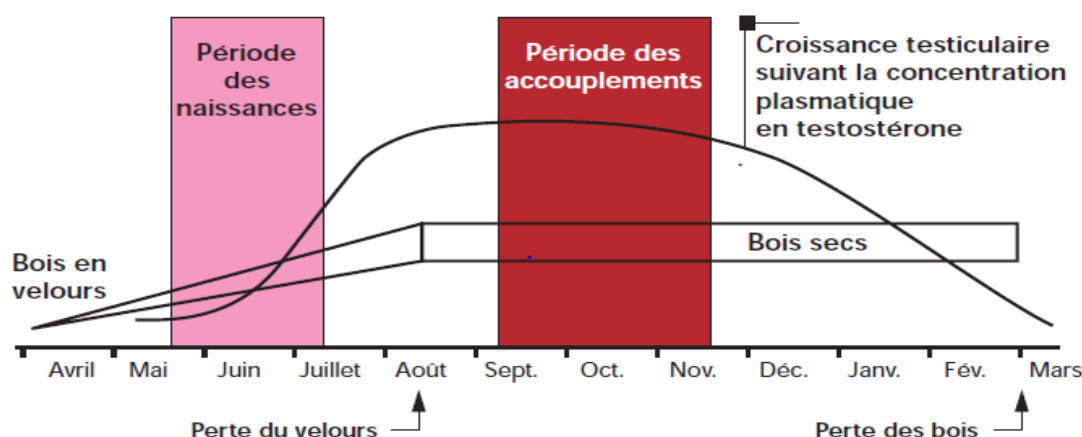 Période
des
naissances
Période des
accouplements
Croissance testiculaire
suivant la concentration
plasmatique
en testostérone
Bois en
velours
Bois secs
Avril Mai Juin Juillet Août Sept. Oct. Nov. Déc. Janv. Fév. Mars
Perte du velours
Perte des bois